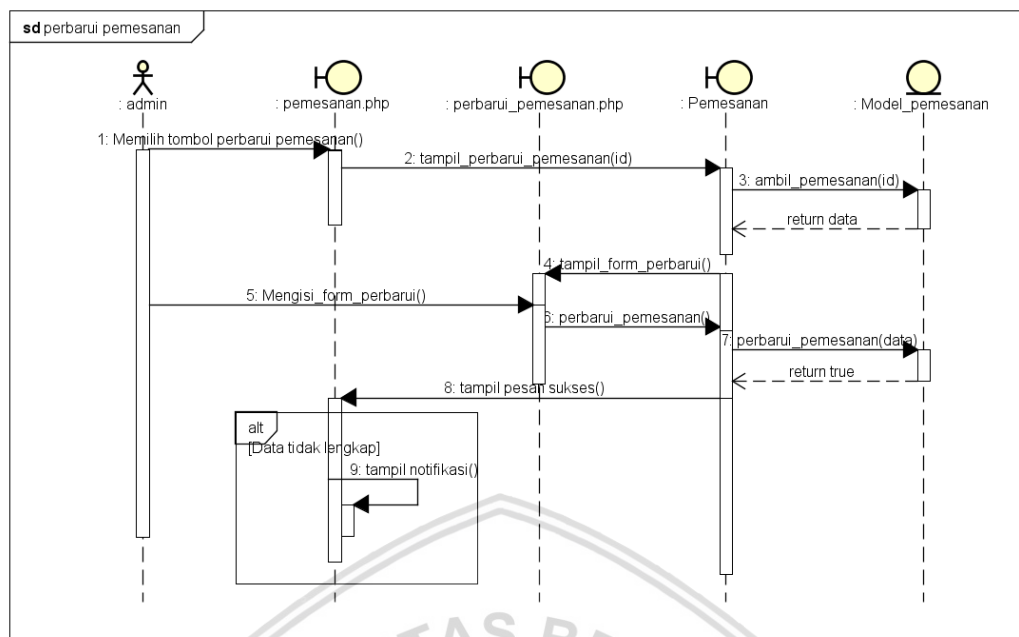 sd perbarui pemesanan
: admin
: pemesanan.php
: perbarui_pemesanan.php
: Pemesanan
: Model_pemesanan
1: Memilih tombol perbarui pemesanan()
2: tampil_perbarui_pemesanan(id)
3: ambil_pemesanan(id)
return data
4: tampil_form_perbarui()
5: Mengisi_form_perbarui()
6: perbarui_pemesanan()
7: perbarui_pemesanan(data)
return true
8: tampil pesan sukses()
alt
[Data tidak lengkap]
9: tampil notifikasi()